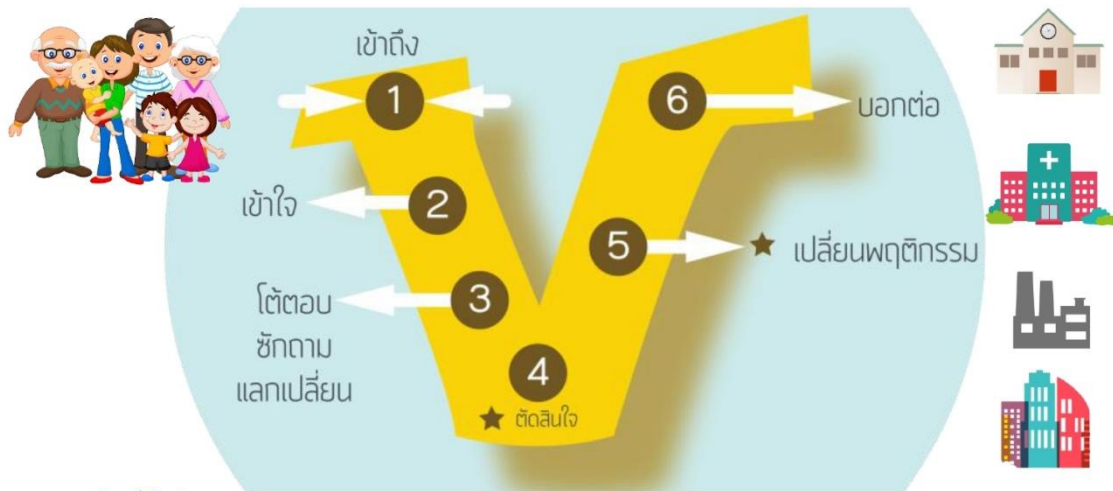 เข้าถึง
1
6
บอกต่อ
เข้าใจ
2
5
★ เปลี่ยนพฤติกรรม
3
โต้ตอบ
ซักถาม
แลกเปลี่ยน
4
★ ตัดสินใจ